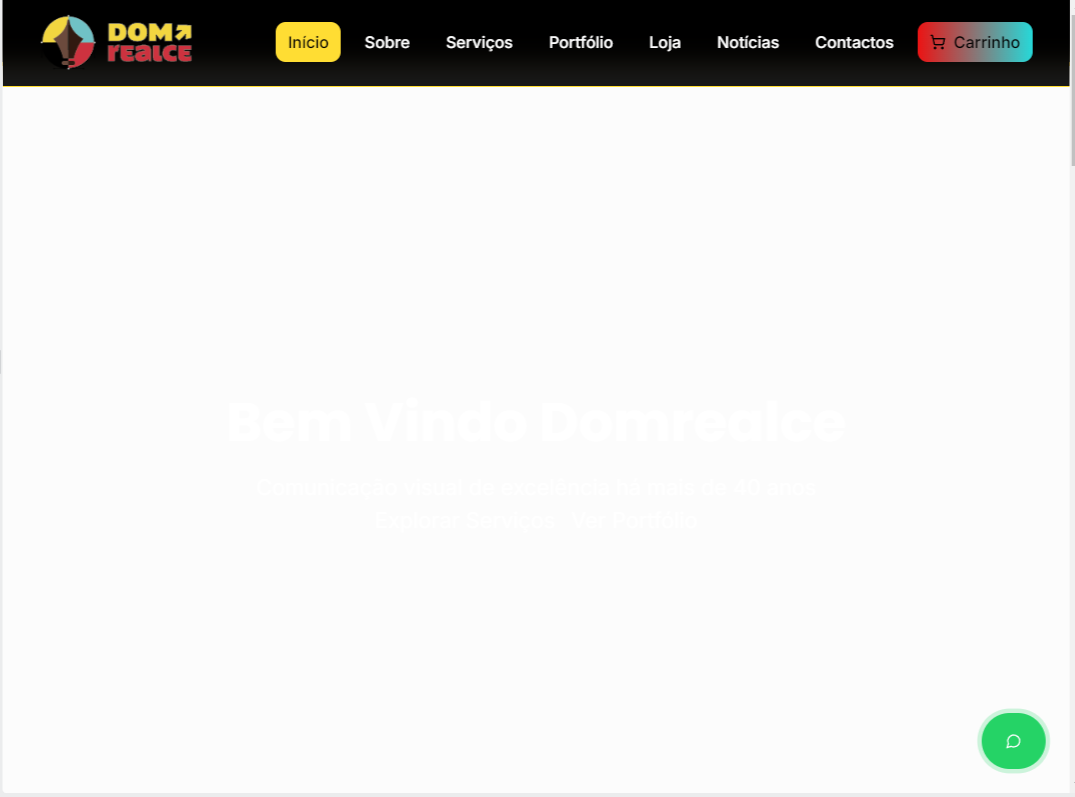 DOM
realce
Início
Sobre
Serviços
Portfólio
Loja
Notícias
Contactos
Carrinho
Bem Vindo Domrealce
Comunicação visual de excelência há mais de 40 anos
Explorar Serviços Ver Portfólio